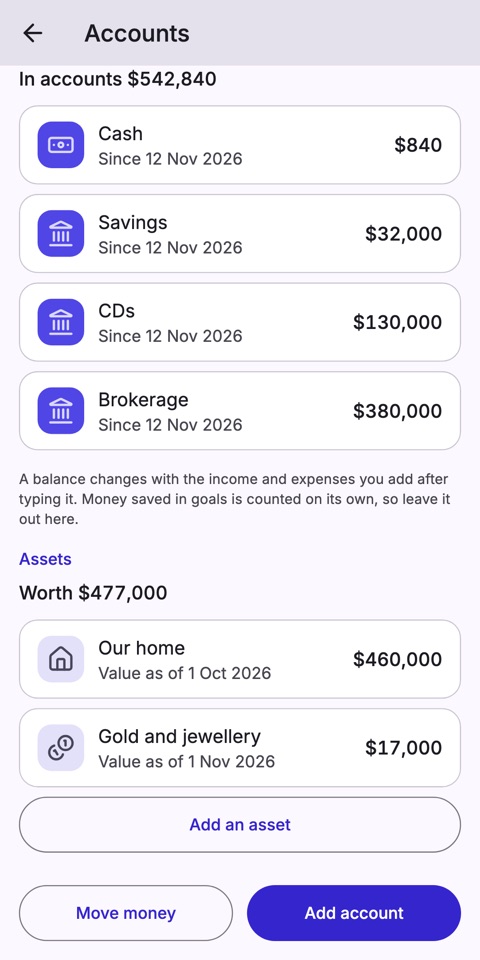 Accounts
In accounts $542,840
Cash
Since 12 Nov 2026
$840
Savings
Since 12 Nov 2026
$32,000
CDs
Since 12 Nov 2026
$130,000
Brokerage
Since 12 Nov 2026
$380,000
A balance changes with the income and expenses you add after
typing it. Money saved in goals is counted on its own, so leave it
out here.
Assets
Worth $477,000
Our home
Value as of 1 Oct 2026
$460,000
Gold and jewellery
Value as of 1 Nov 2026
$17,000
Add an asset
Move money
Add account